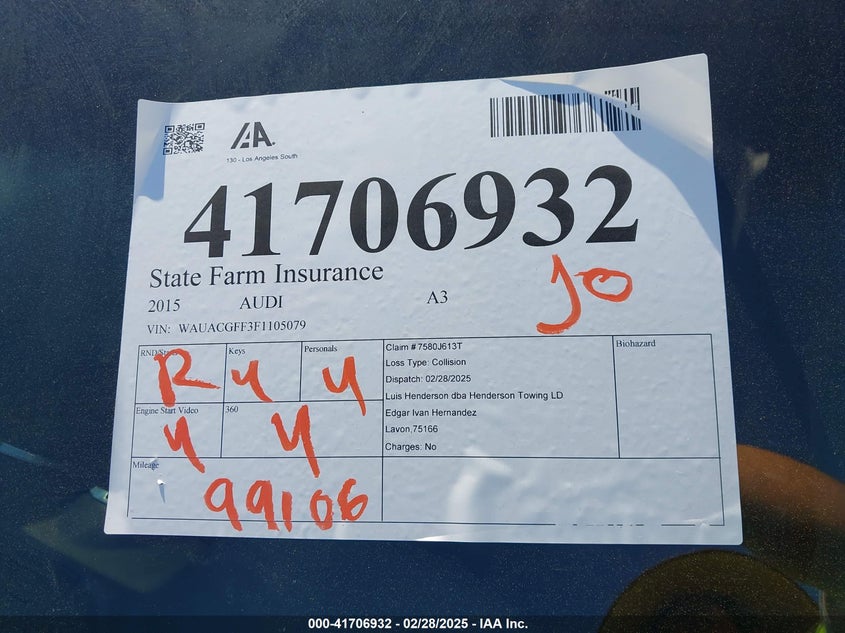 IAA.
130 - Los Angeles South
41706932
State Farm Insurance
JO
2015 AUDI A3
VIN: WAUACGFF3F1105079
RND/Star
R
Keys
y
Personals
y
Engine Start Video
y
360
y
Mileage
99106
Claim # 7580J613T
Loss Type: Collision
Dispatch: 02/28/2025
Luis Henderson dba Henderson Towing LD
Edgar Ivan Hernandez
Lavon,75166
Charges: No
Biohazard
000-41706932 - 02/28/2025 - IAA Inc.